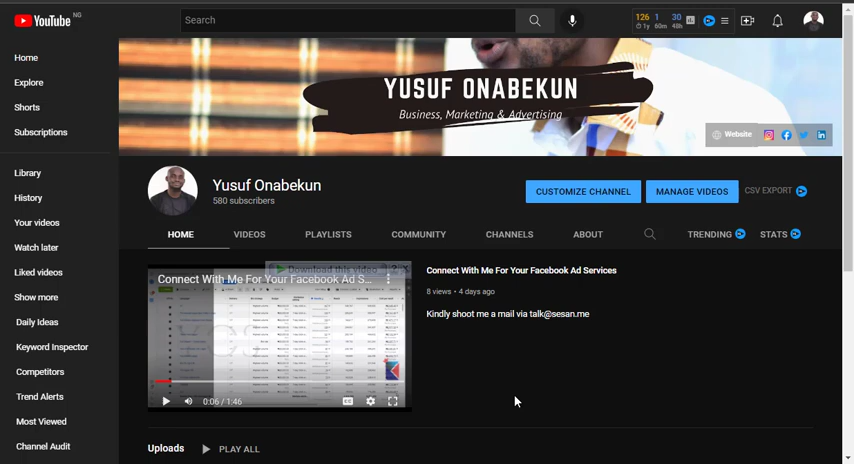 YouTube NG
Search
126 1 30
1y 60m 48h
Home
Explore
Shorts
Subscriptions
Library
History
Your videos
Watch later
Liked videos
Show more
Daily Ideas
Keyword Inspector
Competitors
Trend Alerts
Most Viewed
Channel Audit
YUSUF ONABEKUN
Business, Marketing & Advertising
Website
Yusuf Onabekun
580 subscribers
CUSTOMIZE CHANNEL
MANAGE VIDEOS
CSV EXPORT
HOME
VIDEOS
PLAYLISTS
COMMUNITY
CHANNELS
ABOUT
TRENDING
STATS
Download this video ? X
Connect With Me For Your Facebook Ad S...
0:06 / 1:46
CC
Connect With Me For Your Facebook Ad Services
8 views • 4 days ago
Kindly shoot me a mail via talk@sesan.me
Uploads
PLAY ALL